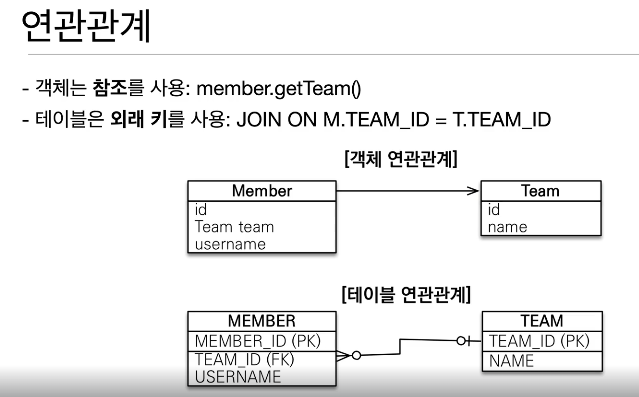 연관관계
- 객체는 참조를 사용: member.getTeam()
- 테이블은 외래 키를 사용: JOIN ON M.TEAM_ID = T.TEAM_ID
[객체 연관관계]
Member
id
Team team
username
Team
id
name
[테이블 연관관계]
MEMBER
MEMBER_ID (PK)
TEAM_ID (FK)
USERNAME
TEAM
TEAM_ID (PK)
NAME